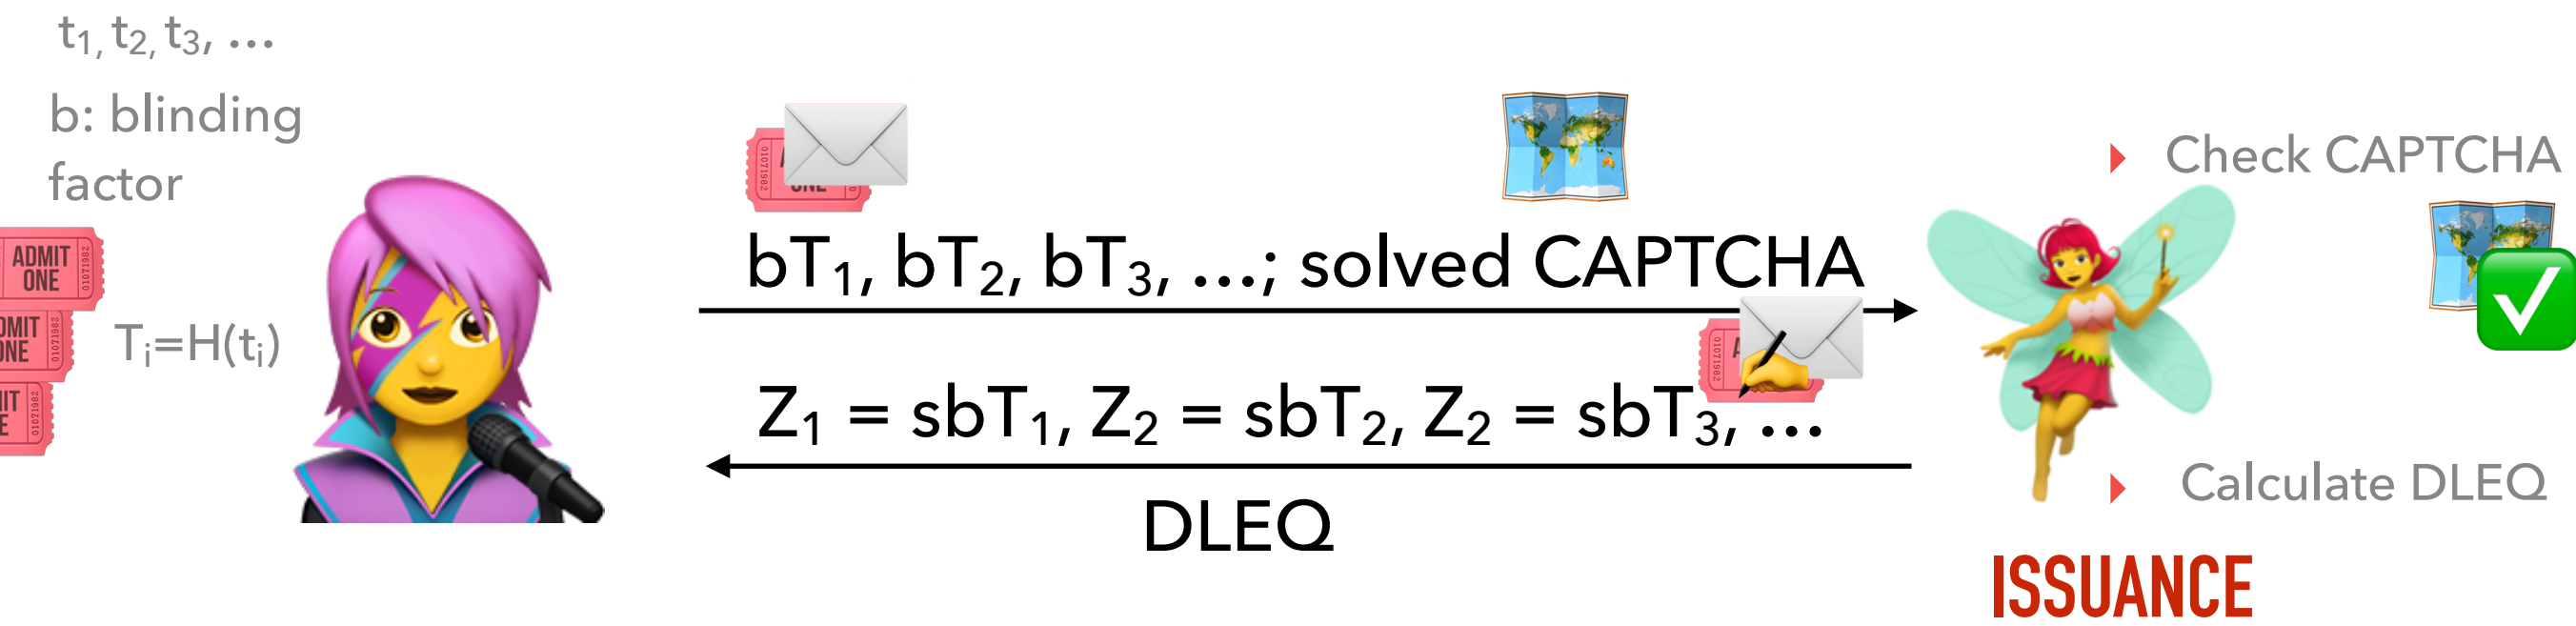 t₁, t₂, t₃, ...
b: blinding
factor
ADMIT
ONE
Tᵢ=H(tᵢ)
bT₁, bT₂, bT₃, ...; solved CAPTCHA
Z₁ = sbT₁, Z₂ = sbT₂, Z₂ = sbT₃, ...
DLEQ
Check CAPTCHA
Calculate DLEQ
ISSUANCE